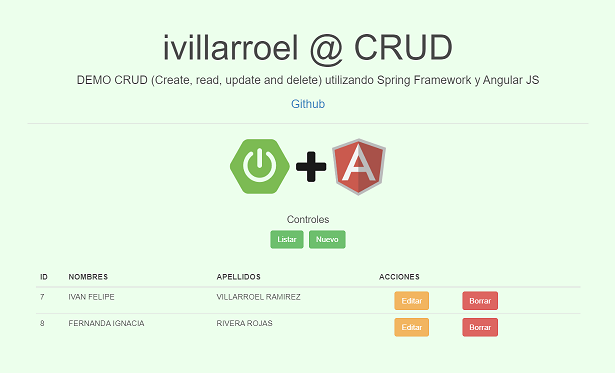 ivillarroel @ CRUD
DEMO CRUD (Create, read, update and delete) utilizando Spring Framework y Angular JS
Github
A
Controles
Listar Nuevo
ID NOMBRES APELLIDOS ACCIONES
7 IVAN FELIPE VILLARROEL RAMIREZ Editar Borrar
8 FERNANDA IGNACIA RIVERA ROJAS Editar Borrar